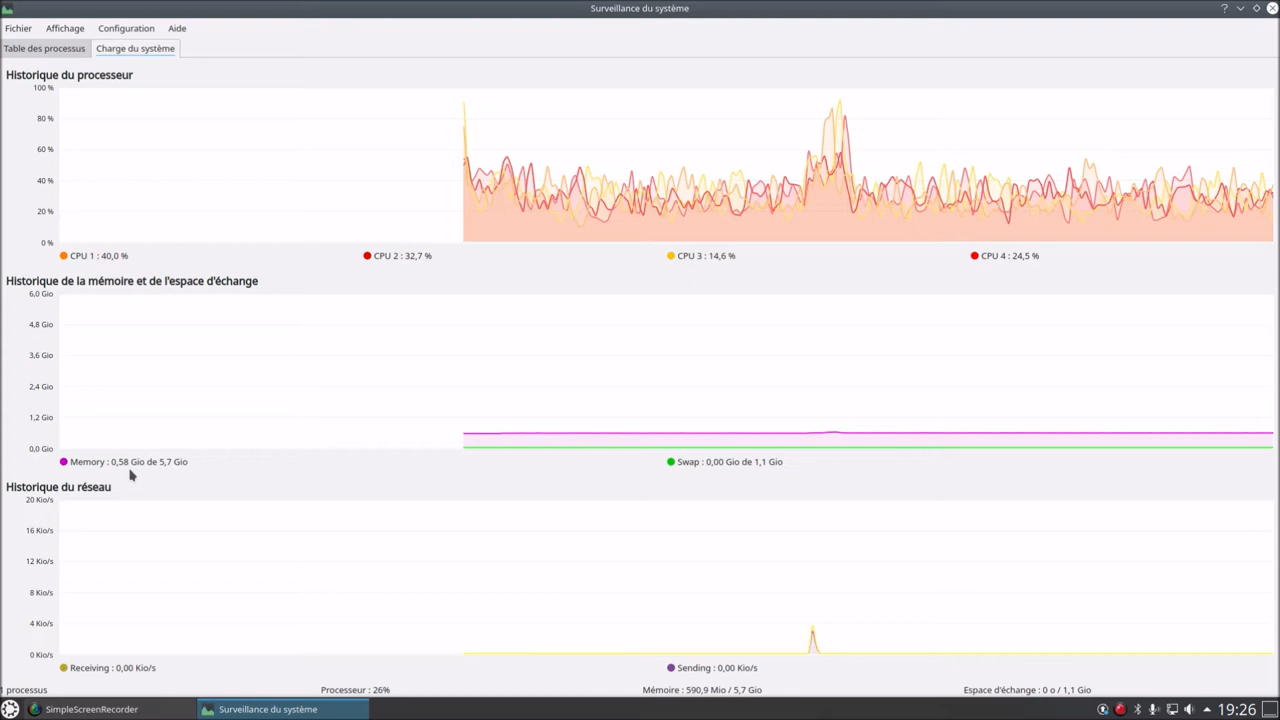 Surveillance du système
Fichier Affichage Configuration Aide
Table des processus Charge du système
Historique du processeur
100 %
80 %
60 %
40 %
20 %
0 %
CPU 1 : 40,0 % CPU 2 : 32,7 % CPU 3 : 14,6 % CPU 4 : 24,5 %
Historique de la mémoire et de l'espace d'échange
6,0 Gio
4,8 Gio
3,6 Gio
2,4 Gio
1,2 Gio
0,0 Gio
Memory : 0,58 Gio de 5,7 Gio Swap : 0,00 Gio de 1,1 Gio
Historique du réseau
20 Kio/s
16 Kio/s
12 Kio/s
8 Kio/s
4 Kio/s
0 Kio/s
Receiving : 0,00 Kio/s Sending : 0,00 Kio/s
1 processus Processeur : 26% Mémoire : 590,9 Mio / 5,7 Gio Espace d'échange : 0 o / 1,1 Gio
SimpleScreenRecorder Surveillance du système 19:26